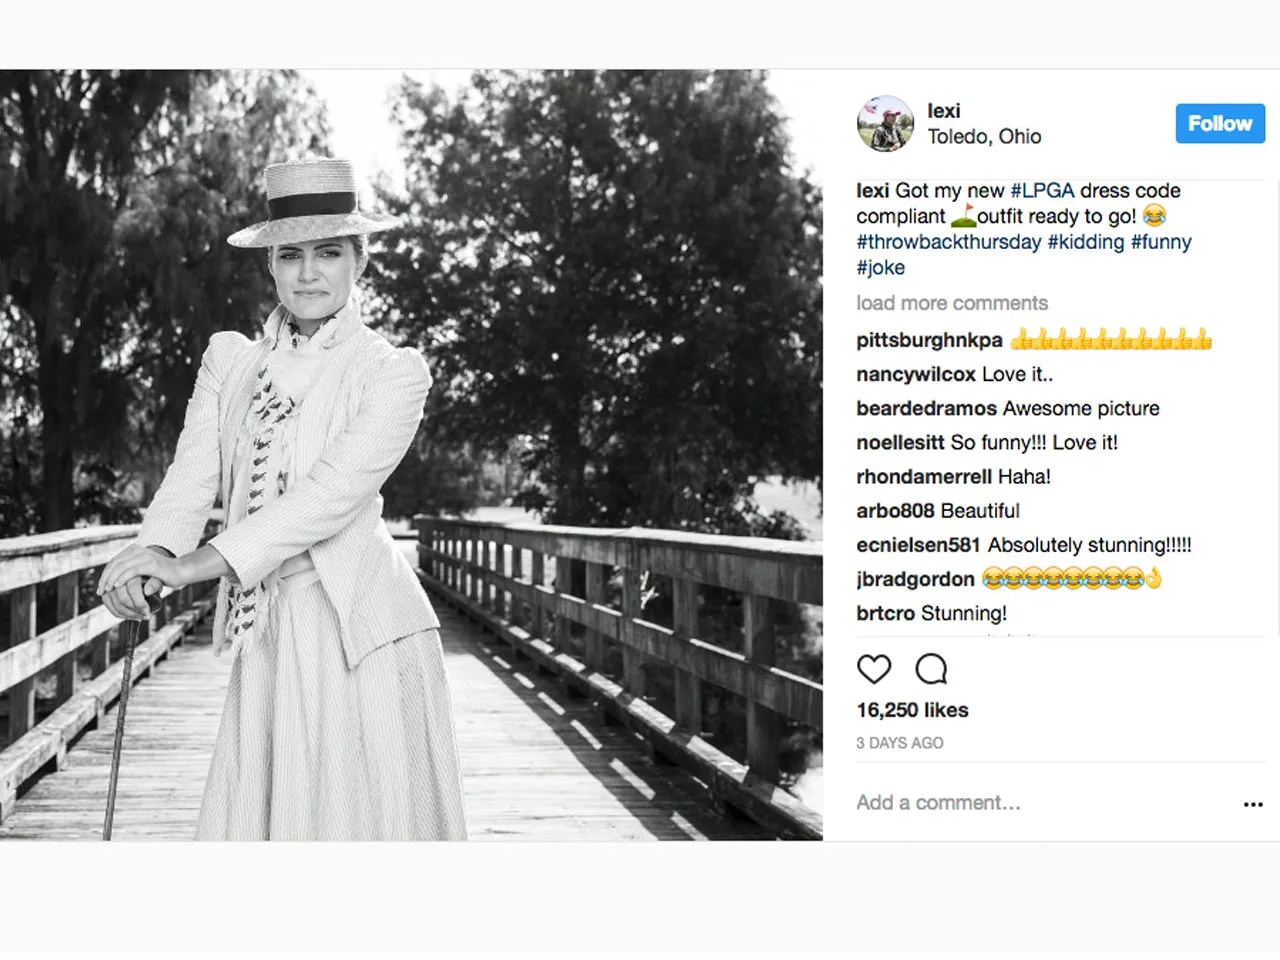 lexi
Toledo, Ohio
Follow
lexi Got my new #LPGA dress code
compliant ⛳outfit ready to go! 😂
#throwbackthursday #kidding #funny
#joke
load more comments
pittsburghnkpa 👍👍👍👍👍👍👍👍👍👍
nancywilcox Love it..
beardedramos Awesome picture
noellesitt So funny!!! Love it!
rhondamerrell Haha!
arbo808 Beautiful
ecnielsen581 Absolutely stunning!!!!!
jbradgordon 😂😂😂😂😂😂😂😂👌
brtcro Stunning!
16,250 likes
3 DAYS AGO
Add a comment…